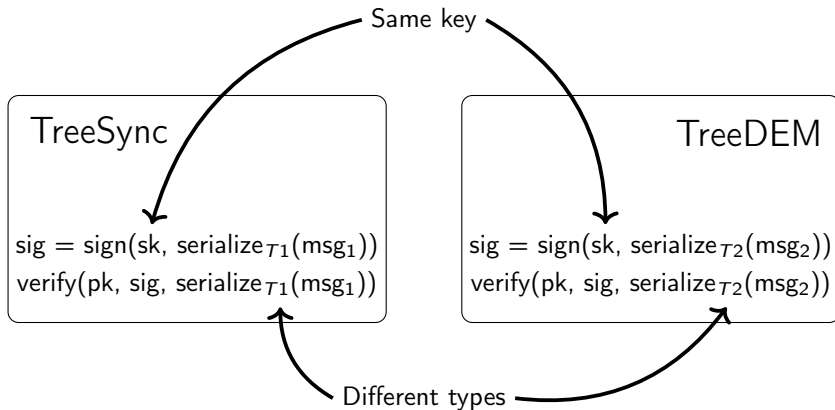 Same key
TreeSync
sig = sign(sk, serialize_T1(msg_1))
verify(pk, sig, serialize_T1(msg_1))
TreeDEM
sig = sign(sk, serialize_T2(msg_2))
verify(pk, sig, serialize_T2(msg_2))
Different types